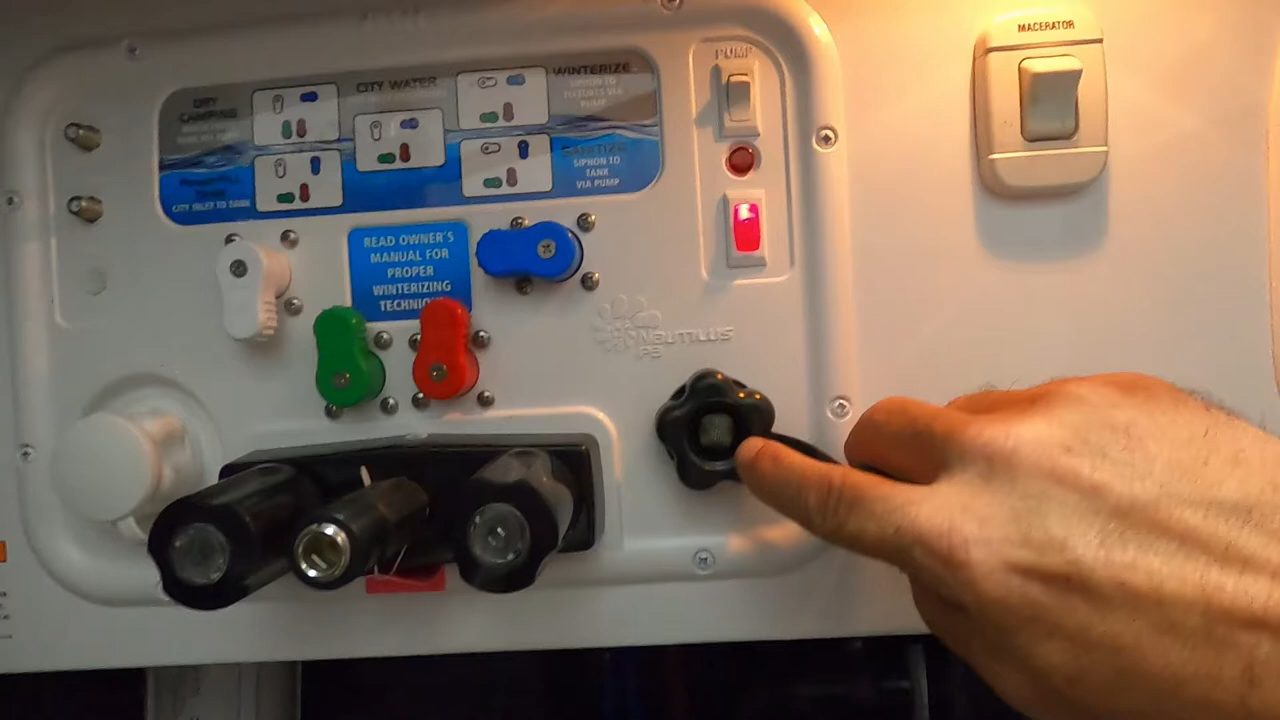 MACERATOR
PUMP
DRY
CAMPING
CITY WATER
WINTERIZE
SIPHON TO
FIXTURES VIA
PUMP
CITY INLET TO TANK
SANITIZE
SIPHON TO
TANK
VIA PUMP
READ OWNER'S
MANUAL FOR
PROPER
WINTERIZING
NAUTILUS